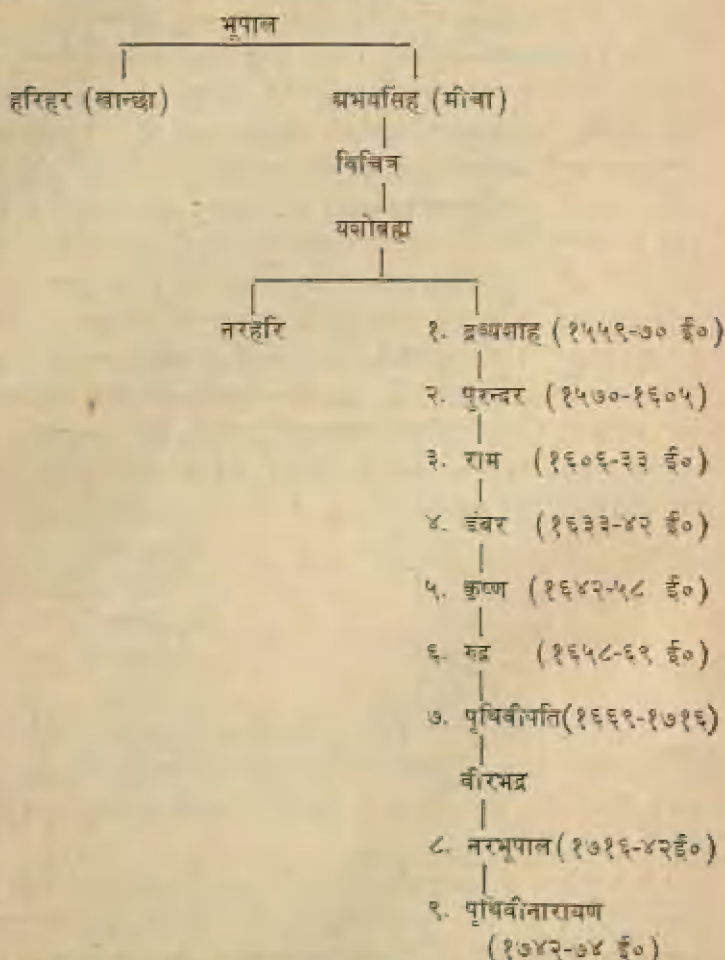 भूपाल
हरिहर (खान्छा) अभयसिंह (मीचा)
विचित्र
यशोब्रह्म
नरहरि १. द्रव्यशाह (१५५९-७० ई०)
२. पुरन्दर (१५७०-१६०५)
३. राम (१६०६-३३ ई०)
४. डंबर (१६३३-४२ ई०)
५. कृष्ण (१६४२-५८ ई०)
६. रुद्र (१६५८-६९ ई०)
७. पृथिवीपति(१६६९-१७१६)
वीरभद्र
८. नरभूपाल(१७१६-४२ई०)
९. पृथिवीनारायण
(१७४२-७४ ई०)